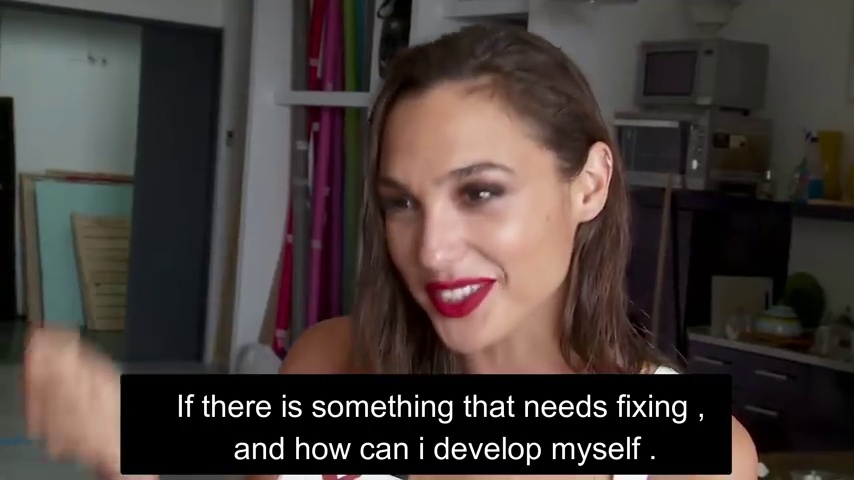 If there is something that needs fixing ,
and how can i develop myself .